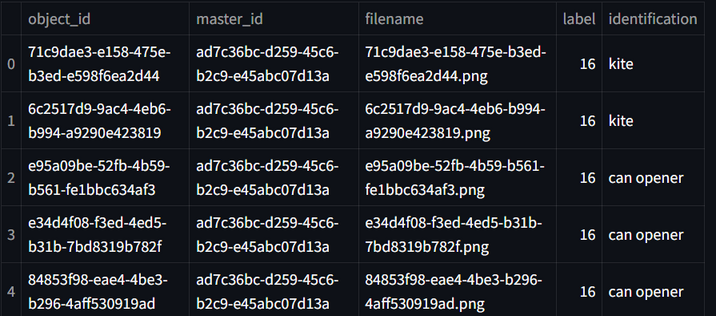 object_id master_id filename label identification
0 71c9dae3-e158-475e- ad7c36bc-d259-45c6- 71c9dae3-e158-475e-b3ed- 16 kite
b3ed-e598f6ea2d44 b2c9-e45abc07d13a e598f6ea2d44.png
1 6c2517d9-9ac4-4eb6- ad7c36bc-d259-45c6- 6c2517d9-9ac4-4eb6-b994- 16 kite
b994-a9290e423819 b2c9-e45abc07d13a a9290e423819.png
2 e95a09be-52fb-4b59- ad7c36bc-d259-45c6- e95a09be-52fb-4b59-b561- 16 can opener
b561-fe1bbc634af3 b2c9-e45abc07d13a fe1bbc634af3.png
3 e34d4f08-f3ed-4ed5- ad7c36bc-d259-45c6- e34d4f08-f3ed-4ed5-b31b- 16 can opener
b31b-7bd8319b782f b2c9-e45abc07d13a 7bd8319b782f.png
4 84853f98-eae4-4be3- ad7c36bc-d259-45c6- 84853f98-eae4-4be3-b296- 16 can opener
b296-4aff530919ad b2c9-e45abc07d13a 4aff530919ad.png